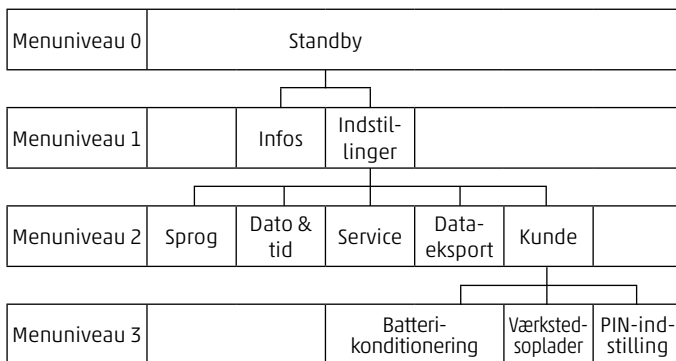 Menuniveau 0
Standby
Menuniveau 1
Infos
Indstil-
linger
Menuniveau 2
Sprog
Dato &
tid
Service
Data-
eksport
Kunde
Menuniveau 3
Batteri-
konditionering
Værksted-
soplader
PIN-ind-
stilling